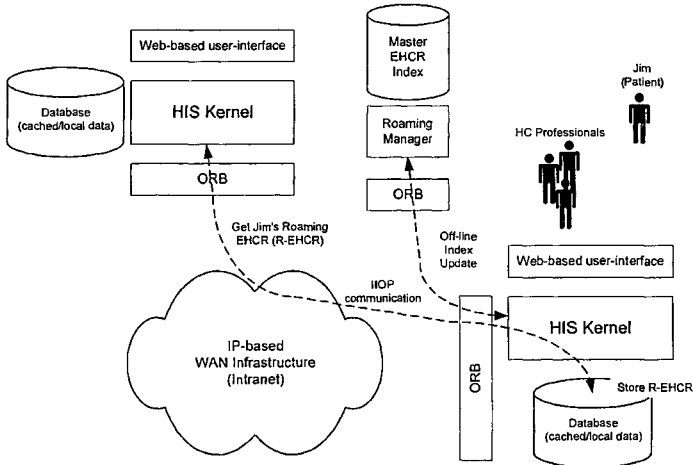 Web-based user-interface
Database
(cached/local data)
HIS Kernel
ORB
Master
EHCR
Index
Roaming
Manager
ORB
Jim
(Patient)
HC Professionals
Get Jim's Roaming
EHCR (R-EHCR)
Off-line
Index
Update
Web-based user-interface
IIOP
communication
IP-based
WAN Infrastructure
(Intranet)
ORB
HIS Kernel
Store R-EHCR
Database
(cached/local data)